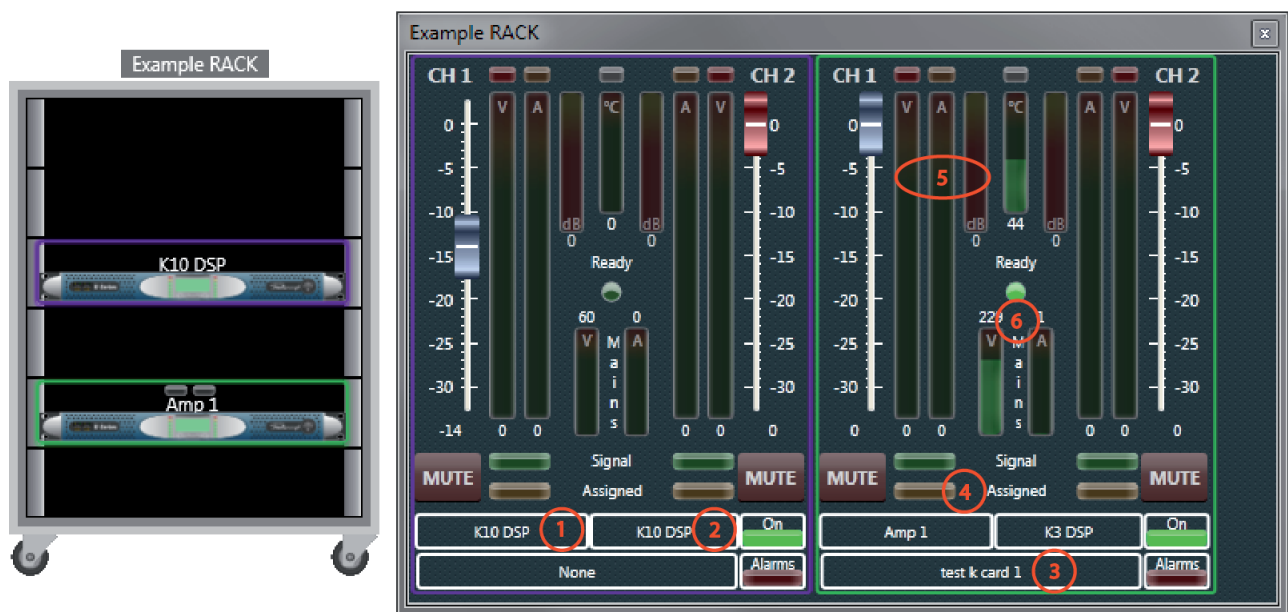 Example RACK
K10 DSP
Amp 1
Example RACK x
CH 1 CH 2 CH 1 CH 2
V A °C A V V A °C A V
0 0 0 0
-5 -5 -5 5 -5
-10 -10 -10 -10
dB 0 dB dB 44 dB
0 0 0 0
-15 Ready -15 -15 Ready -15
-20 -20 -20 -20
60 0 229 6 1
V M A V M A
-25 -25 -25 -25
a a
-30 i -30 -30 i -30
n n
s s
-14 0 0 0 0 0 0 0 0 0 0 0
Signal Signal
MUTE MUTE MUTE MUTE
Assigned 4 Assigned
K10 DSP 1 K10 DSP 2 On Amp 1 K3 DSP On
None Alarms test k card 1 3 Alarms